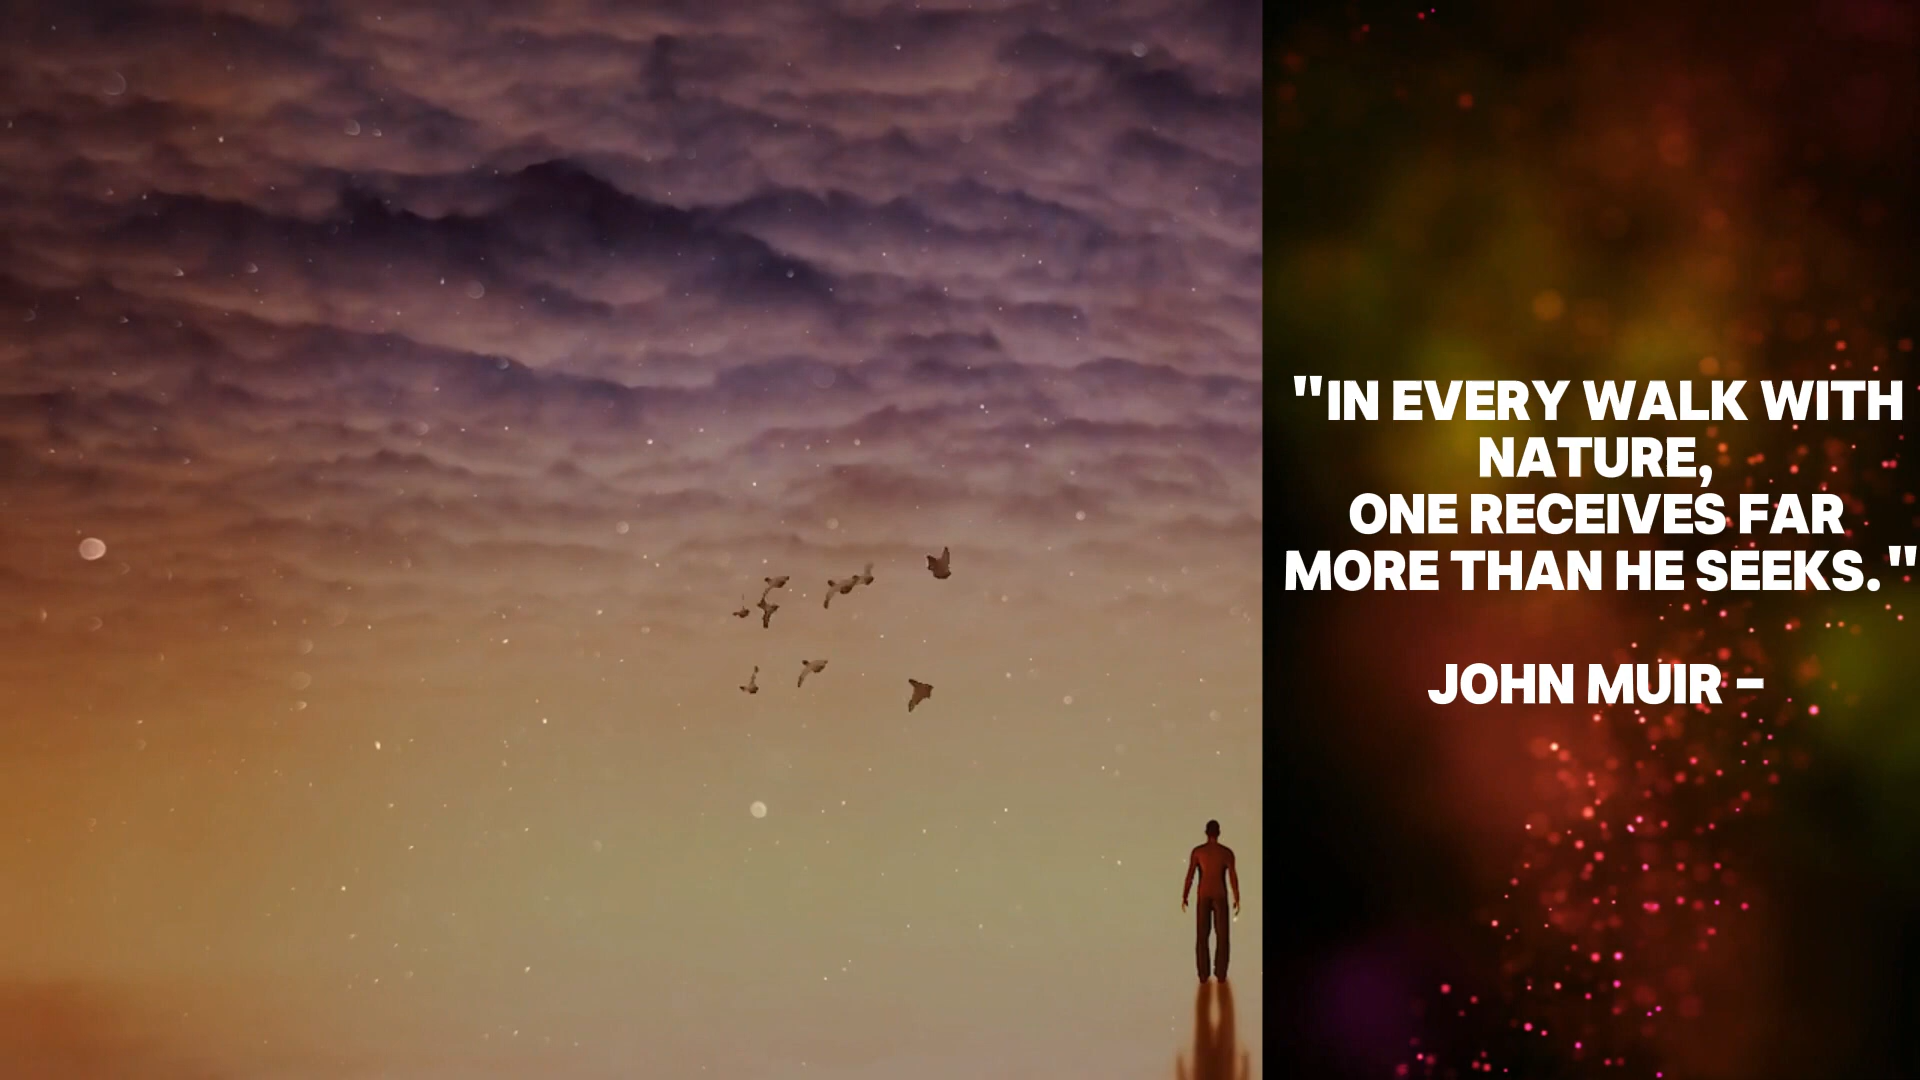 "IN EVERY WALK WITH
NATURE,
ONE RECEIVES FAR
MORE THAN HE SEEKS."
JOHN MUIR -